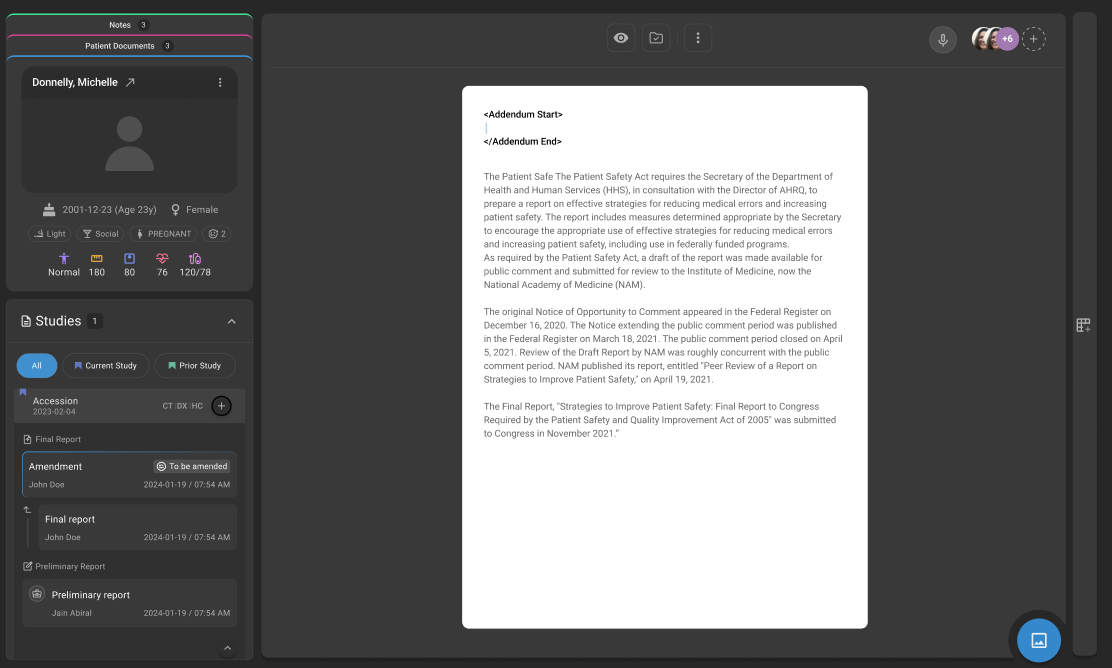 Notes 3
Patient Documents 3
Donnelly, Michelle
2001-12-23 (Age 23y) Female
Light Social PREGNANT 2
Normal 180 80 76 120/78
Studies 1
All Current Study Prior Study
Accession
2023-02-04
CT DX HC
Final Report
Amendment To be amended
John Doe 2024-01-19 / 07:54 AM
Final report
John Doe 2024-01-19 / 07:54 AM
Preliminary Report
Preliminary report
Jain Abiral 2024-01-19 / 07:54 AM
+6
<Addendum Start>
</Addendum End>
The Patient Safe The Patient Safety Act requires the Secretary of the Department of
Health and Human Services (HHS), in consultation with the Director of AHRQ, to
prepare a report on effective strategies for reducing medical errors and increasing
patient safety. The report includes measures determined appropriate by the Secretary
to encourage the appropriate use of effective strategies for reducing medical errors
and increasing patient safety, including use in federally funded programs.
As required by the Patient Safety Act, a draft of the report was made available for
public comment and submitted for review to the Institute of Medicine, now the
National Academy of Medicine (NAM).
The original Notice of Opportunity to Comment appeared in the Federal Register on
December 16, 2020. The Notice extending the public comment period was published
in the Federal Register on March 18, 2021. The public comment period closed on April
5, 2021. Review of the Draft Report by NAM was roughly concurrent with the public
comment period. NAM published its report, entitled "Peer Review of a Report on
Strategies to Improve Patient Safety," on April 19, 2021.
The Final Report, "Strategies to Improve Patient Safety: Final Report to Congress
Required by the Patient Safety and Quality Improvement Act of 2005" was submitted
to Congress in November 2021."